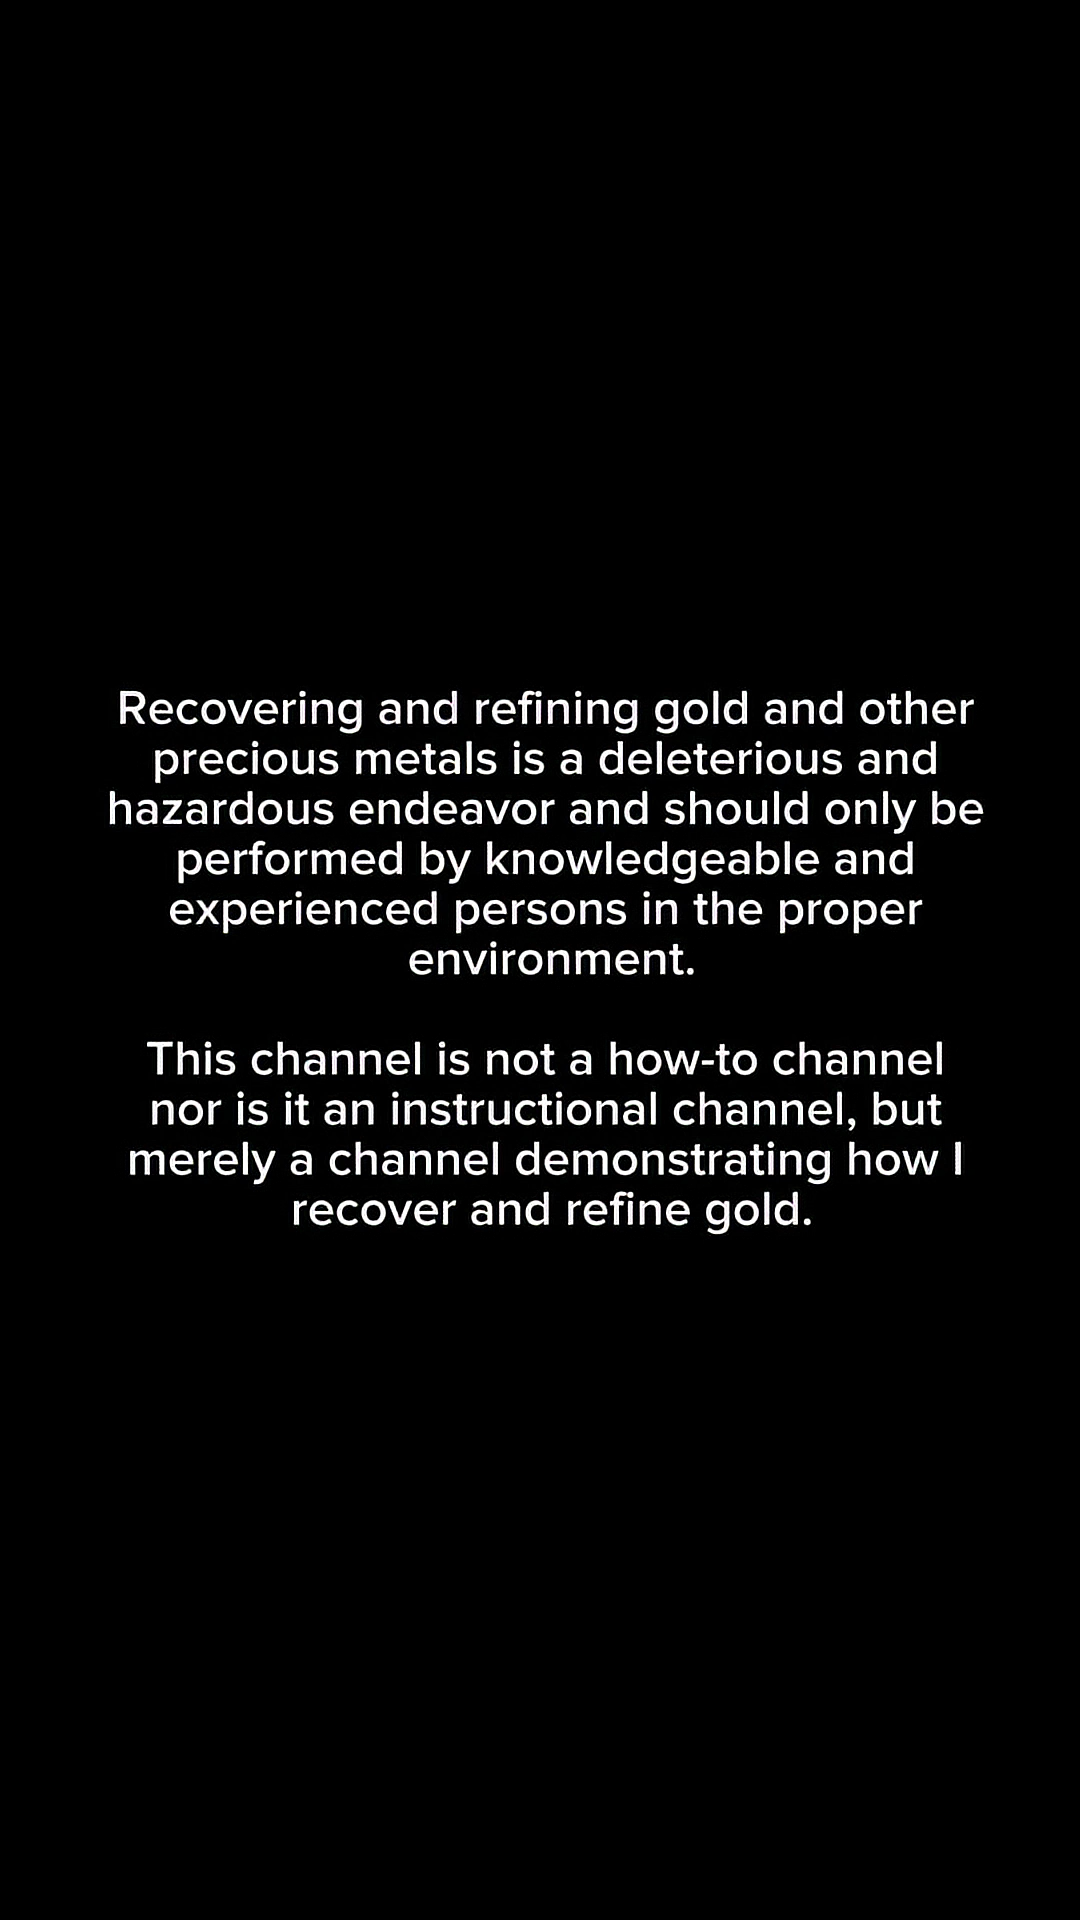 Recovering and refining gold and other
precious metals is a deleterious and
hazardous endeavor and should only be
performed by knowledgeable and
experienced persons in the proper
environment.
This channel is not a how-to channel
nor is it an instructional channel, but
merely a channel demonstrating how I
recover and refine gold.